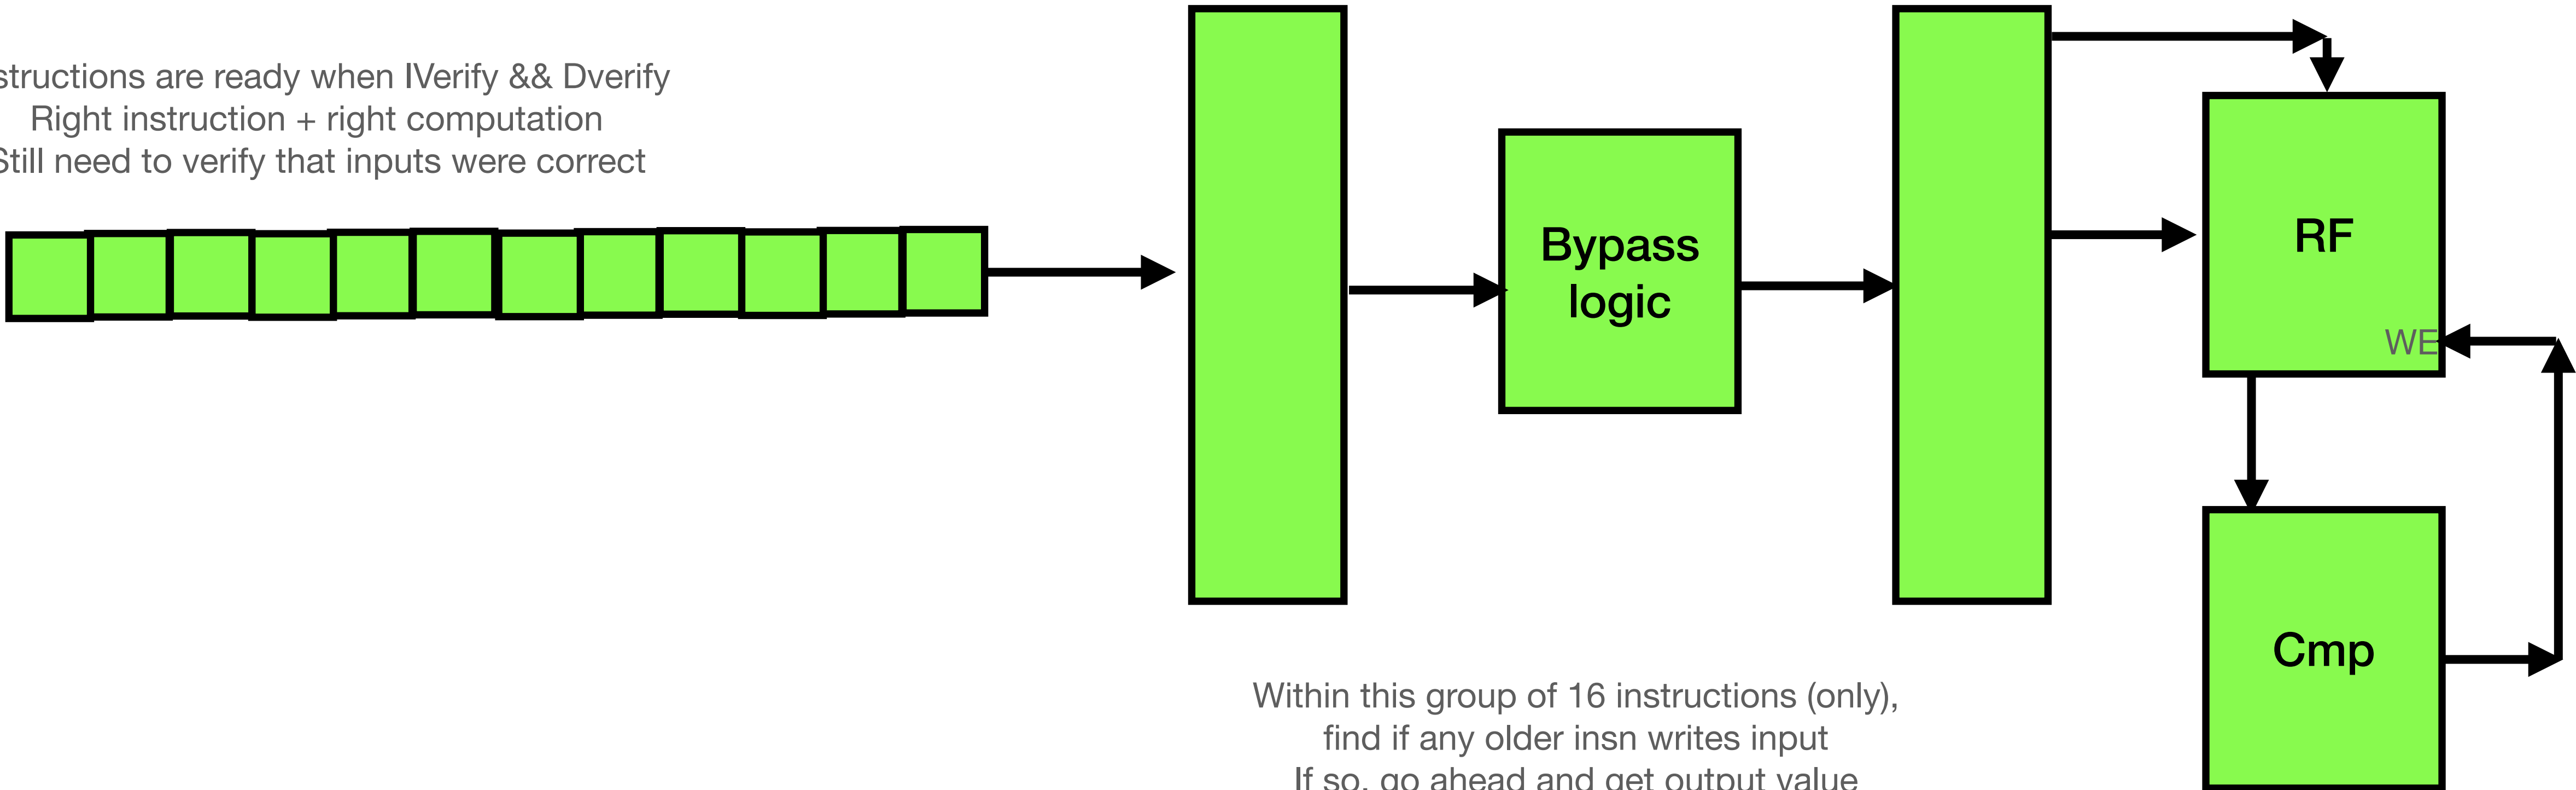 structions are ready when IVerify && Dverify
Right instruction + right computation
Still need to verify that inputs were correct
Bypass
logic
RF
WE
Cmp
Within this group of 16 instructions (only),
find if any older insn writes input
If so, go ahead and get output value